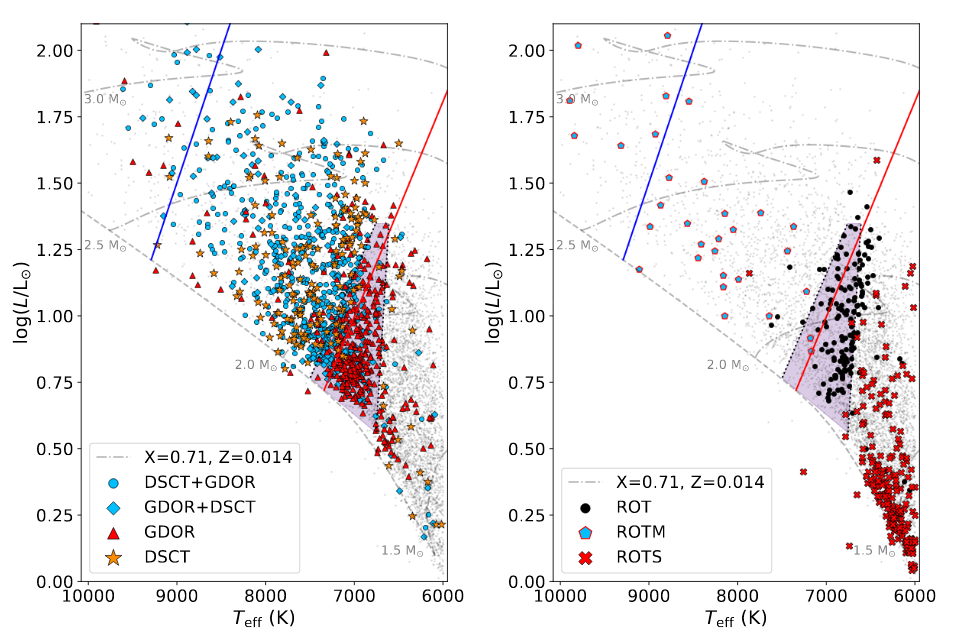 2.00
1.75
1.50
1.25
1.00
0.75
0.50
0.25
0.00
log(L/L☉)
3.0 M☉
2.5 M☉
2.0 M☉
1.5 M☉
X=0.71, Z=0.014
DSCT+GDOR
GDOR+DSCT
GDOR
DSCT
10000 9000 8000 7000 6000
Teff (K)
2.00
1.75
1.50
1.25
1.00
0.75
0.50
0.25
0.00
log(L/L☉)
3.0 M☉
2.5 M☉
2.0 M☉
1.5 M☉
X=0.71, Z=0.014
ROT
ROTM
ROTS
10000 9000 8000 7000 6000
Teff (K)